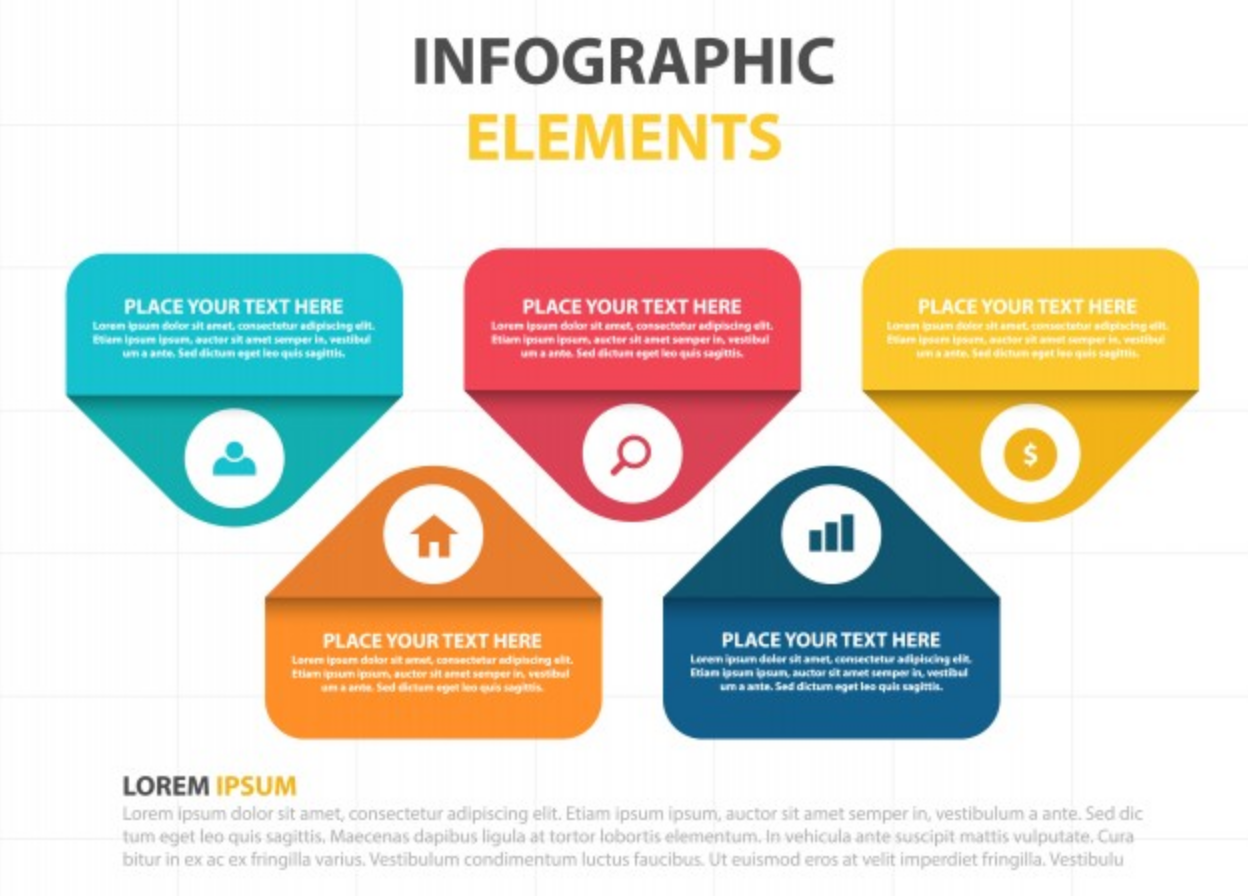 INFOGRAPHIC
ELEMENTS
PLACE YOUR TEXT HERE
Lorem ipsum dolor sit amet, consectetur adipiscing elit.
Etiam ipsum ipsum, auctor sit amet semper in, vestibul
um a ante. Sed dictum eget leo quis sagittis.
PLACE YOUR TEXT HERE
Lorem ipsum dolor sit amet, consectetur adipiscing elit.
Etiam ipsum ipsum, auctor sit amet semper in, vestibul
um a ante. Sed dictum eget leo quis sagittis.
PLACE YOUR TEXT HERE
Lorem ipsum dolor sit amet, consectetur adipiscing elit.
Etiam ipsum ipsum, auctor sit amet semper in, vestibul
um a ante. Sed dictum eget leo quis sagittis.
$
PLACE YOUR TEXT HERE
Lorem ipsum dolor sit amet, consectetur adipiscing elit.
Etiam ipsum ipsum, auctor sit amet semper in, vestibul
um a ante. Sed dictum eget leo quis sagittis.
PLACE YOUR TEXT HERE
Lorem ipsum dolor sit amet, consectetur adipiscing elit.
Etiam ipsum ipsum, auctor sit amet semper in, vestibul
um a ante. Sed dictum eget leo quis sagittis.
LOREM IPSUM
Lorem ipsum dolor sit amet, consectetur adipiscing elit. Etiam ipsum ipsum, auctor sit amet semper in, vestibulum a ante. Sed dic
tum eget leo quis sagittis. Maecenas dapibus ligula at tortor lobortis elementum. In vehicula ante suscipit mattis vulputate. Cura
bitur in ex ac ex fringilla varius. Vestibulum condimentum luctus faucibus. Ut euismod eros at velit imperdiet fringilla. Vestibulu